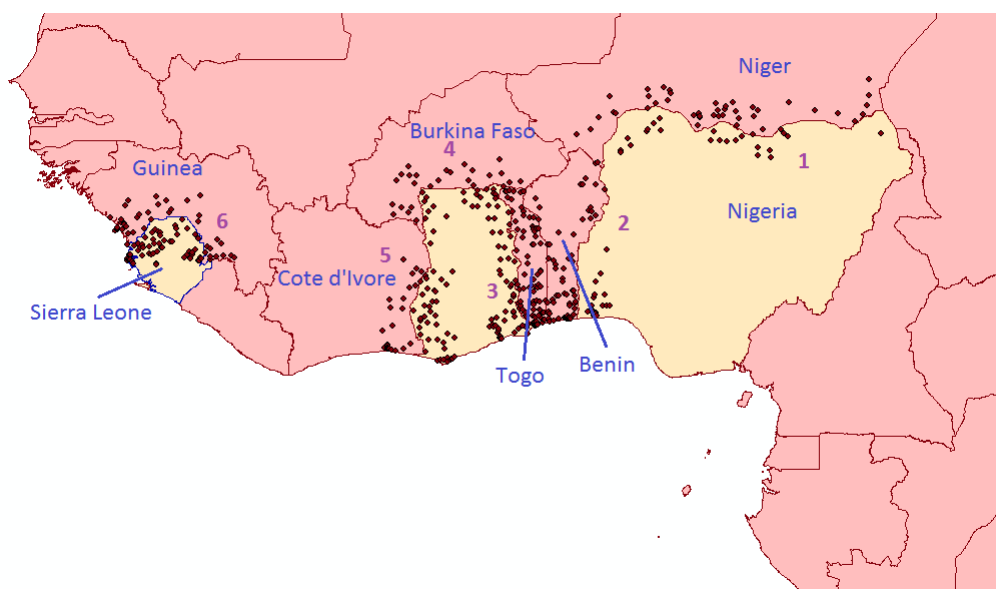 Niger
Burkina Faso
4
1
Guinea
6
2
Nigeria
5
Cote d'Ivore
3
Sierra Leone
Togo
Benin